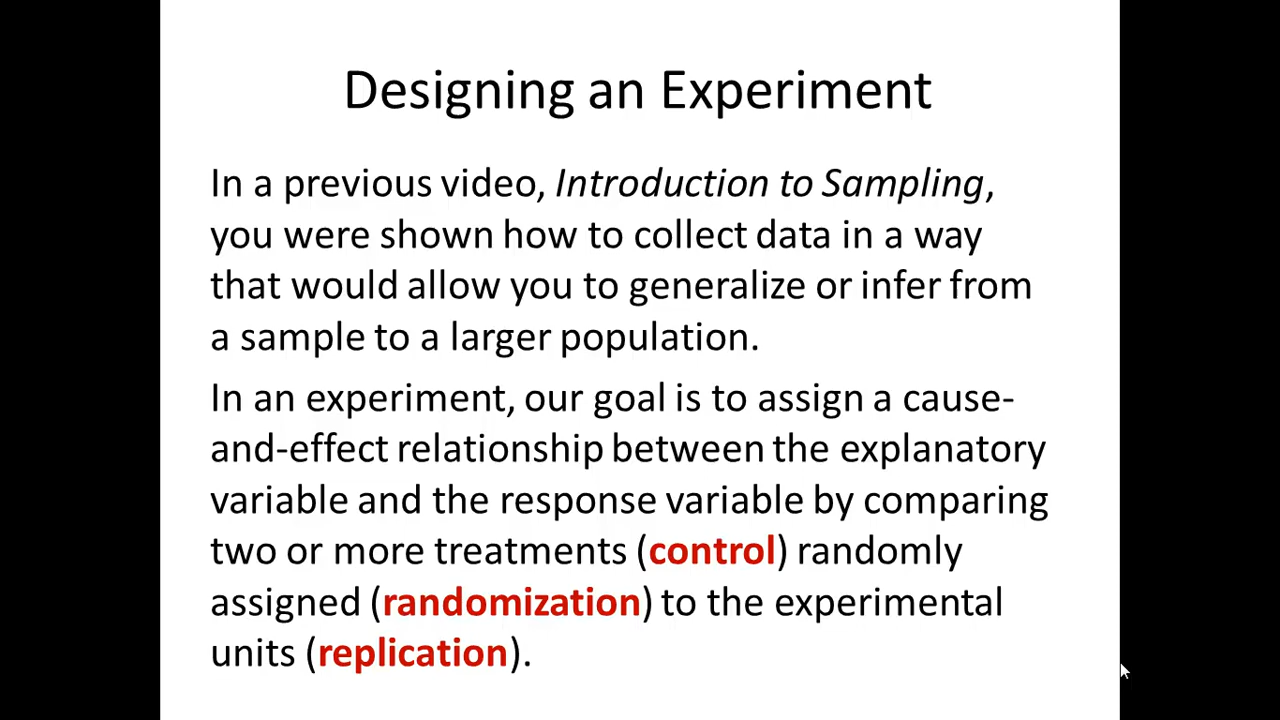 Designing an Experiment
In a previous video, Introduction to Sampling,
you were shown how to collect data in a way
that would allow you to generalize or infer from
a sample to a larger population.
In an experiment, our goal is to assign a cause-
and-effect relationship between the explanatory
variable and the response variable by comparing
two or more treatments (control) randomly
assigned (randomization) to the experimental
units (replication).